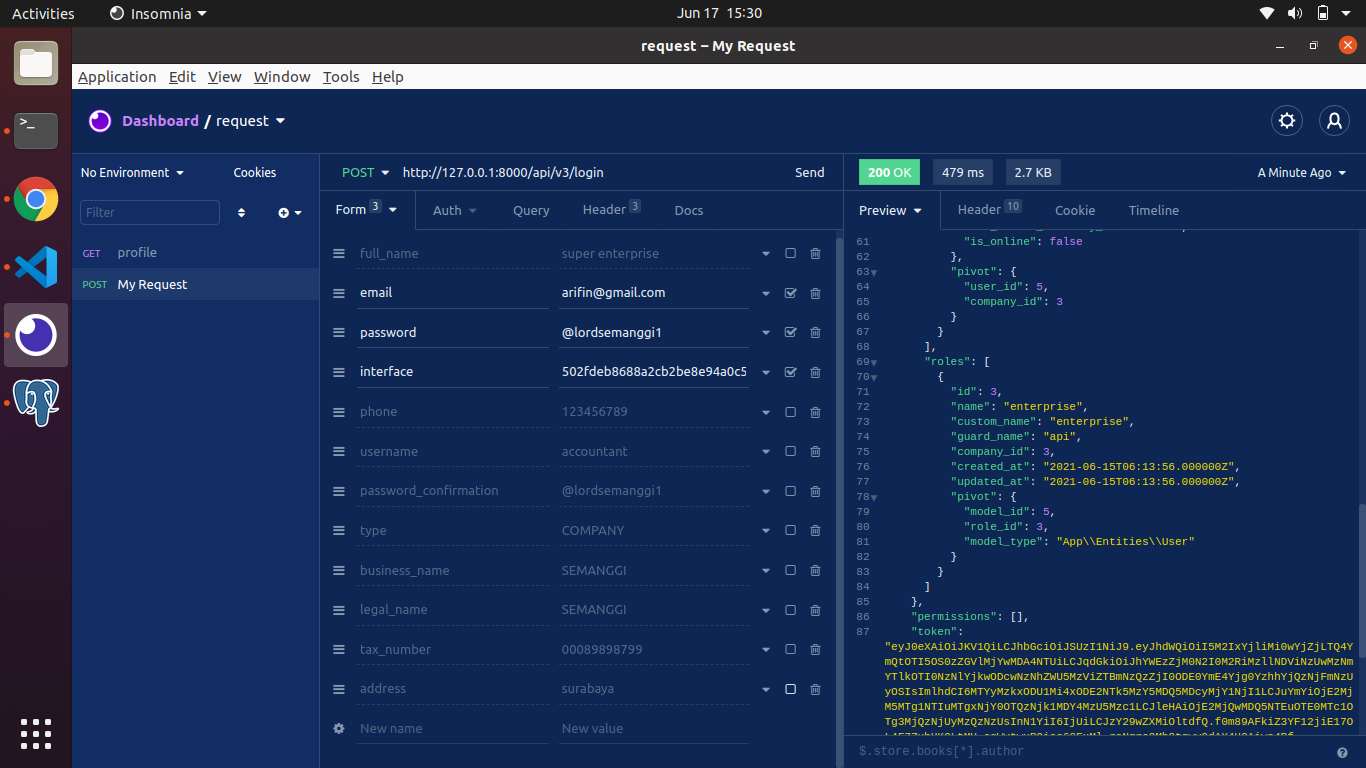 Activities Insomnia Jun 17 15:30
request – My Request
Application Edit View Window Tools Help
Dashboard / request
No Environment Cookies
Filter
GET profile
POST My Request
POST http://127.0.0.1:8000/api/v3/login Send
Form 3 Auth Query Header 3 Docs
full_name super enterprise
email arifin@gmail.com
password @lordsemanggi1
interface 502fdeb8688a2cb2be8e94a0c5
phone 123456789
username accountant
password_confirmation @lordsemanggi1
type COMPANY
business_name SEMANGGI
legal_name SEMANGGI
tax_number 00089898799
address surabaya
New name New value
200 OK 479 ms 2.7 KB A Minute Ago
Preview Header 10 Cookie Timeline
61 "is_online": false
62 },
63 "pivot": {
64 "user_id": 5,
65 "company_id": 3
66 }
67 }
68 ],
69 "roles": [
70 {
71 "id": 3,
72 "name": "enterprise",
73 "custom_name": "enterprise",
74 "guard_name": "api",
75 "company_id": 3,
76 "created_at": "2021-06-15T06:13:56.000000Z",
77 "updated_at": "2021-06-15T06:13:56.000000Z",
78 "pivot": {
79 "model_id": 5,
80 "role_id": 3,
81 "model_type": "App\\Entities\\User"
82 }
83 }
84 ]
85 },
86 "permissions": [],
87 "token":
$.store.books[*].author